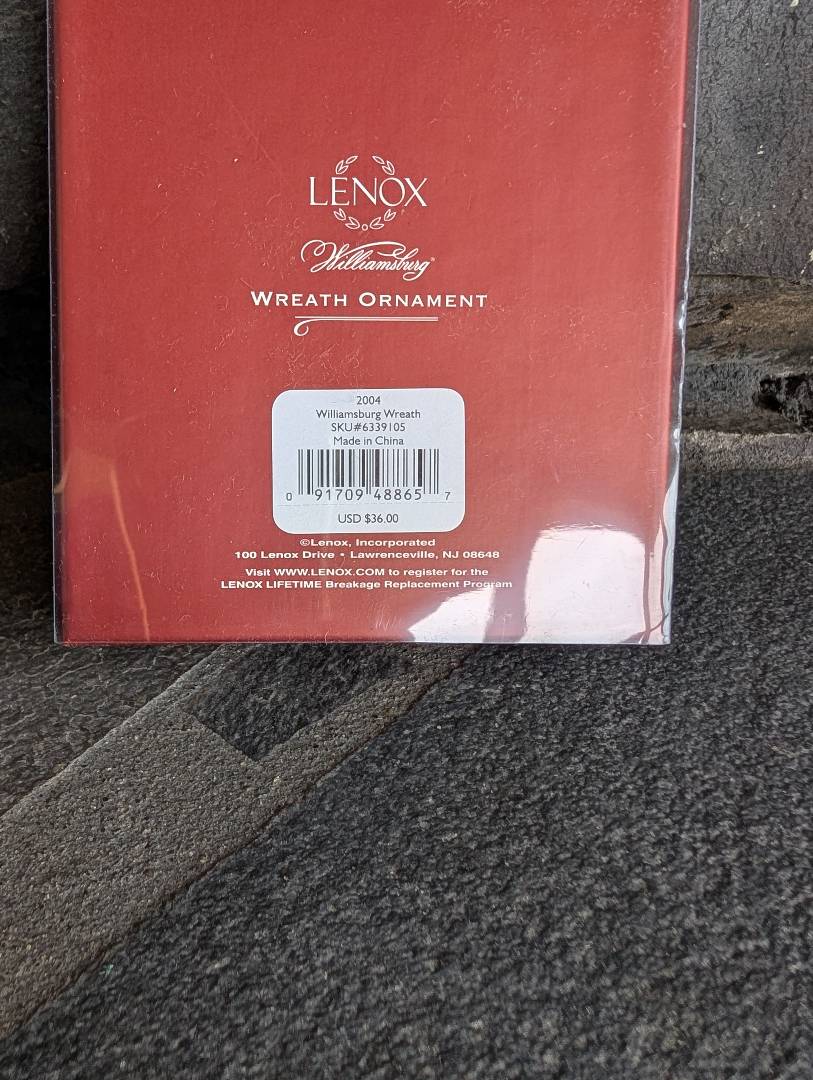 LENOX
Williamsburg®
WREATH ORNAMENT
2004
Williamsburg Wreath
SKU#6339105
Made in China
0 91709 48865 7
USD $36.00
©Lenox, Incorporated
100 Lenox Drive • Lawrenceville, NJ 08648
Visit WWW.LENOX.COM to register for the
LENOX LIFETIME Breakage Replacement Program